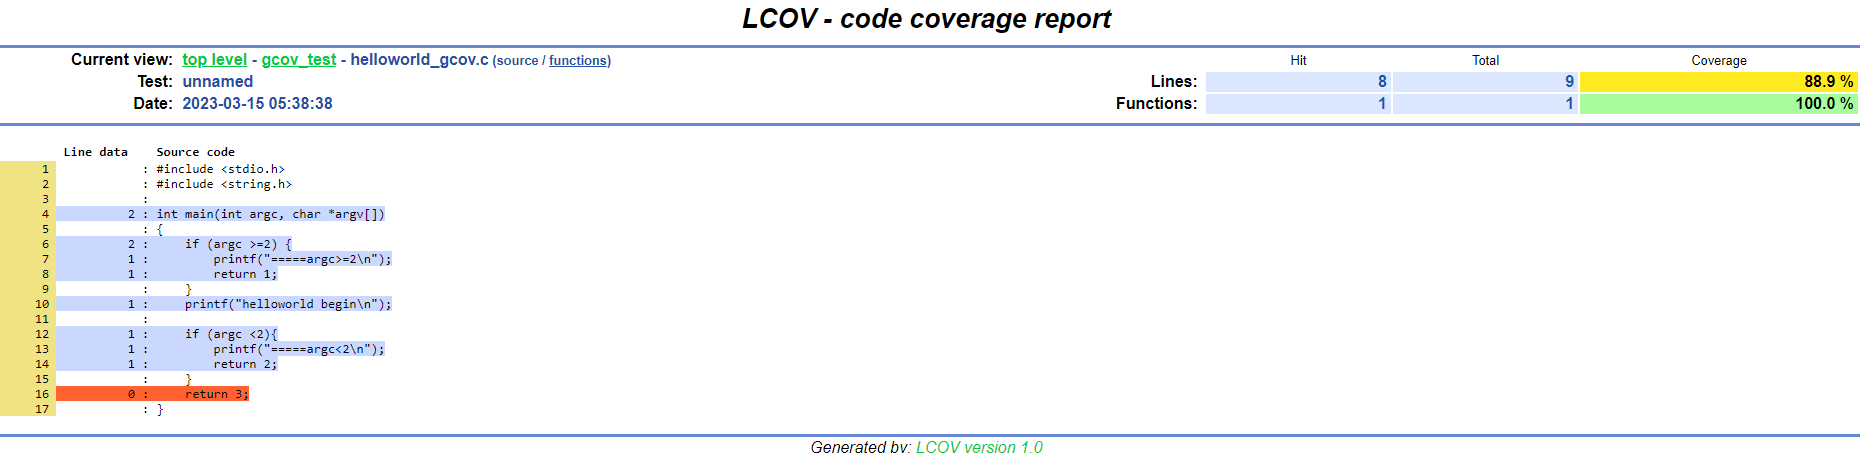 LCOV - code coverage report
Current view: top level - gcov_test - helloworld_gcov.c (source / functions) Hit Total Coverage
Test: unnamed Lines: 8 9 88.9 %
Date: 2023-03-15 05:38:38 Functions: 1 1 100.0 %
Line data Source code
1 : #include <stdio.h>
2 : #include <string.h>
3 :
4 2 : int main(int argc, char *argv[])
5 : {
6 2 : if (argc >=2) {
7 1 : printf("=====argc>=2\n");
8 1 : return 1;
9 : }
10 1 : printf("helloworld begin\n");
11 :
12 1 : if (argc <2){
13 1 : printf("=====argc<2\n");
14 1 : return 2;
15 : }
16 0 : return 3;
17 : }
Generated by: LCOV version 1.0